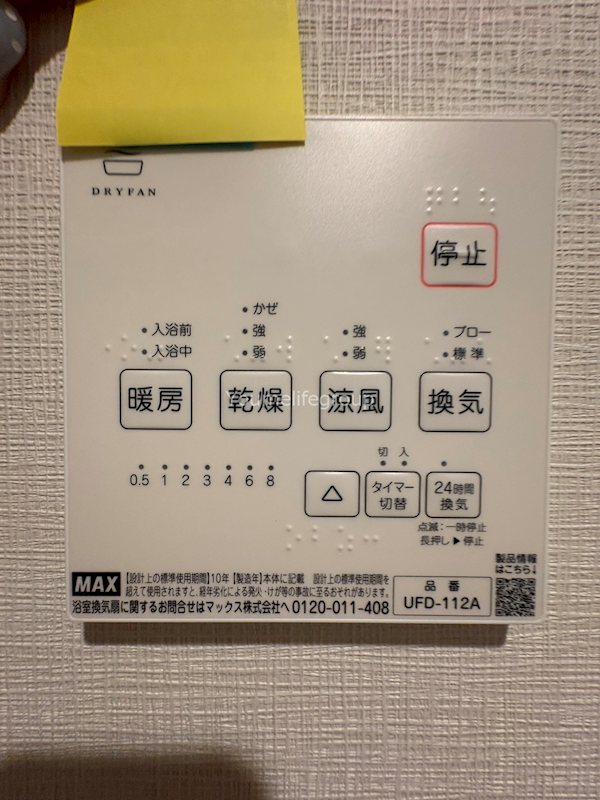 DRYFAN
停止
かぜ
入浴前 強 強 ブロー
入浴中 弱 弱 標準
暖房 乾燥 涼風 換気
Yourselifegroup
切 入
0.5 1 2 3 4 6 8
△ タイマー切替 24時間換気
点滅:一時停止
長押し▶停止
製品情報
はこちら↓
MAX
【設計上の標準使用期間】10年【製造年】本体に記載 設計上の標準使用期間を
超えて使用されますと、経年劣化による発火・けが等の事故に至るおそれがあります。
浴室換気扇に関するお問合せはマックス株式会社へ 0120-011-408
品番
UFD-112A